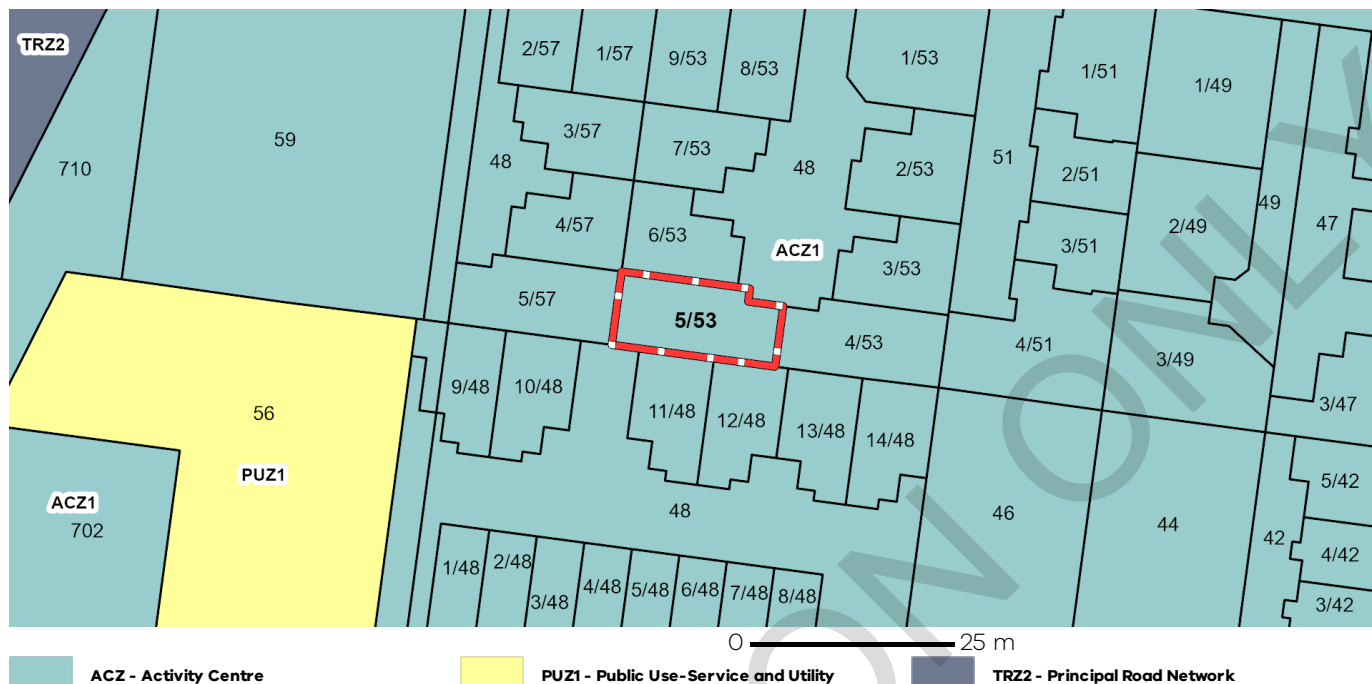 TRZ2
2/57 1/57 9/53 8/53 1/53 1/51 1/49
59
3/57 7/53
710 48 48 2/53 51 2/51
49
4/57 6/53 ACZ1 3/53 3/51 2/49 47
5/57 5/53 4/53 4/51 3/49
9/48 10/48 11/48 12/48 13/48 14/48 3/47
56
PUZ1
5/42
ACZ1
702
48 46 44 42
4/42
1/48 2/48 3/48 4/48 5/48 6/48 7/48 8/48 3/42
ON ONLY
0 25 m
ACZ - Activity Centre PUZ1 - Public Use-Service and Utility TRZ2 - Principal Road Network